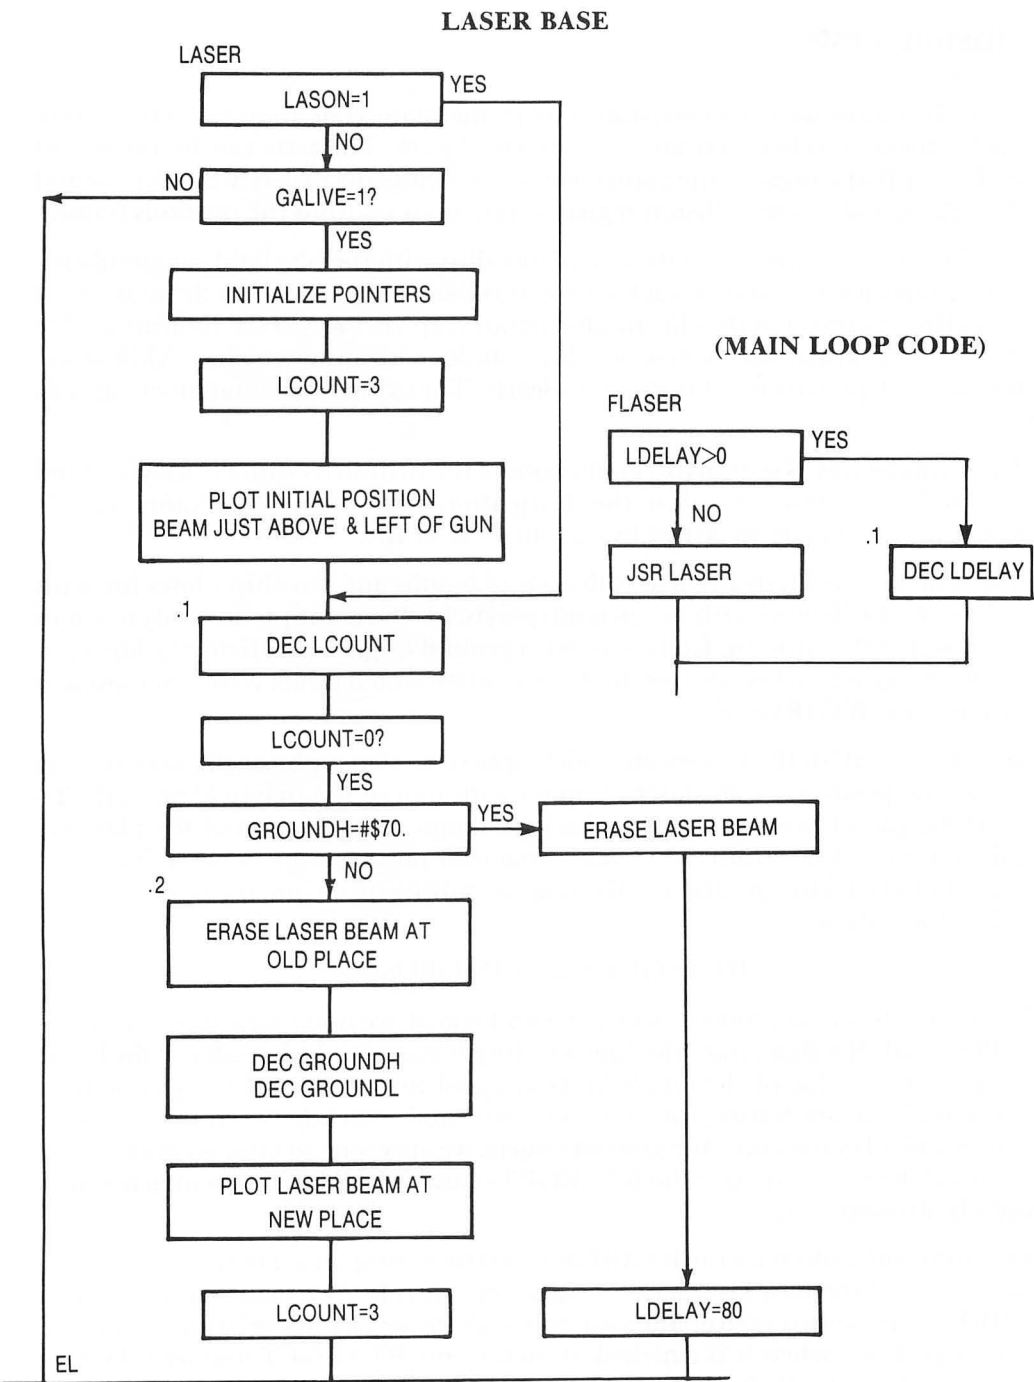 LASER BASE
LASER
LASON=1
YES
NO
NO
GALIVE=1?
YES
INITIALIZE POINTERS
LCOUNT=3
PLOT INITIAL POSITION
BEAM JUST ABOVE & LEFT OF GUN
.1
DEC LCOUNT
LCOUNT=0?
YES
GROUNDH=#$70.
YES
ERASE LASER BEAM
NO
.2
ERASE LASER BEAM AT
OLD PLACE
DEC GROUNDH
DEC GROUNDL
PLOT LASER BEAM AT
NEW PLACE
LCOUNT=3
LDELAY=80
EL
(MAIN LOOP CODE)
FLASER
LDELAY>0
YES
NO
JSR LASER
.1
DEC LDELAY